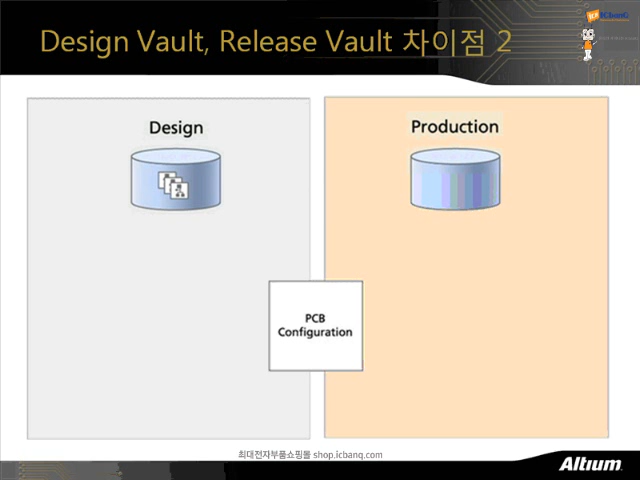 Design Vault, Release Vault 차이점 2
ICbanQ
Design
Production
PCB
Configuration
최대전자부품쇼핑몰 shop.icbanq.com
Altium